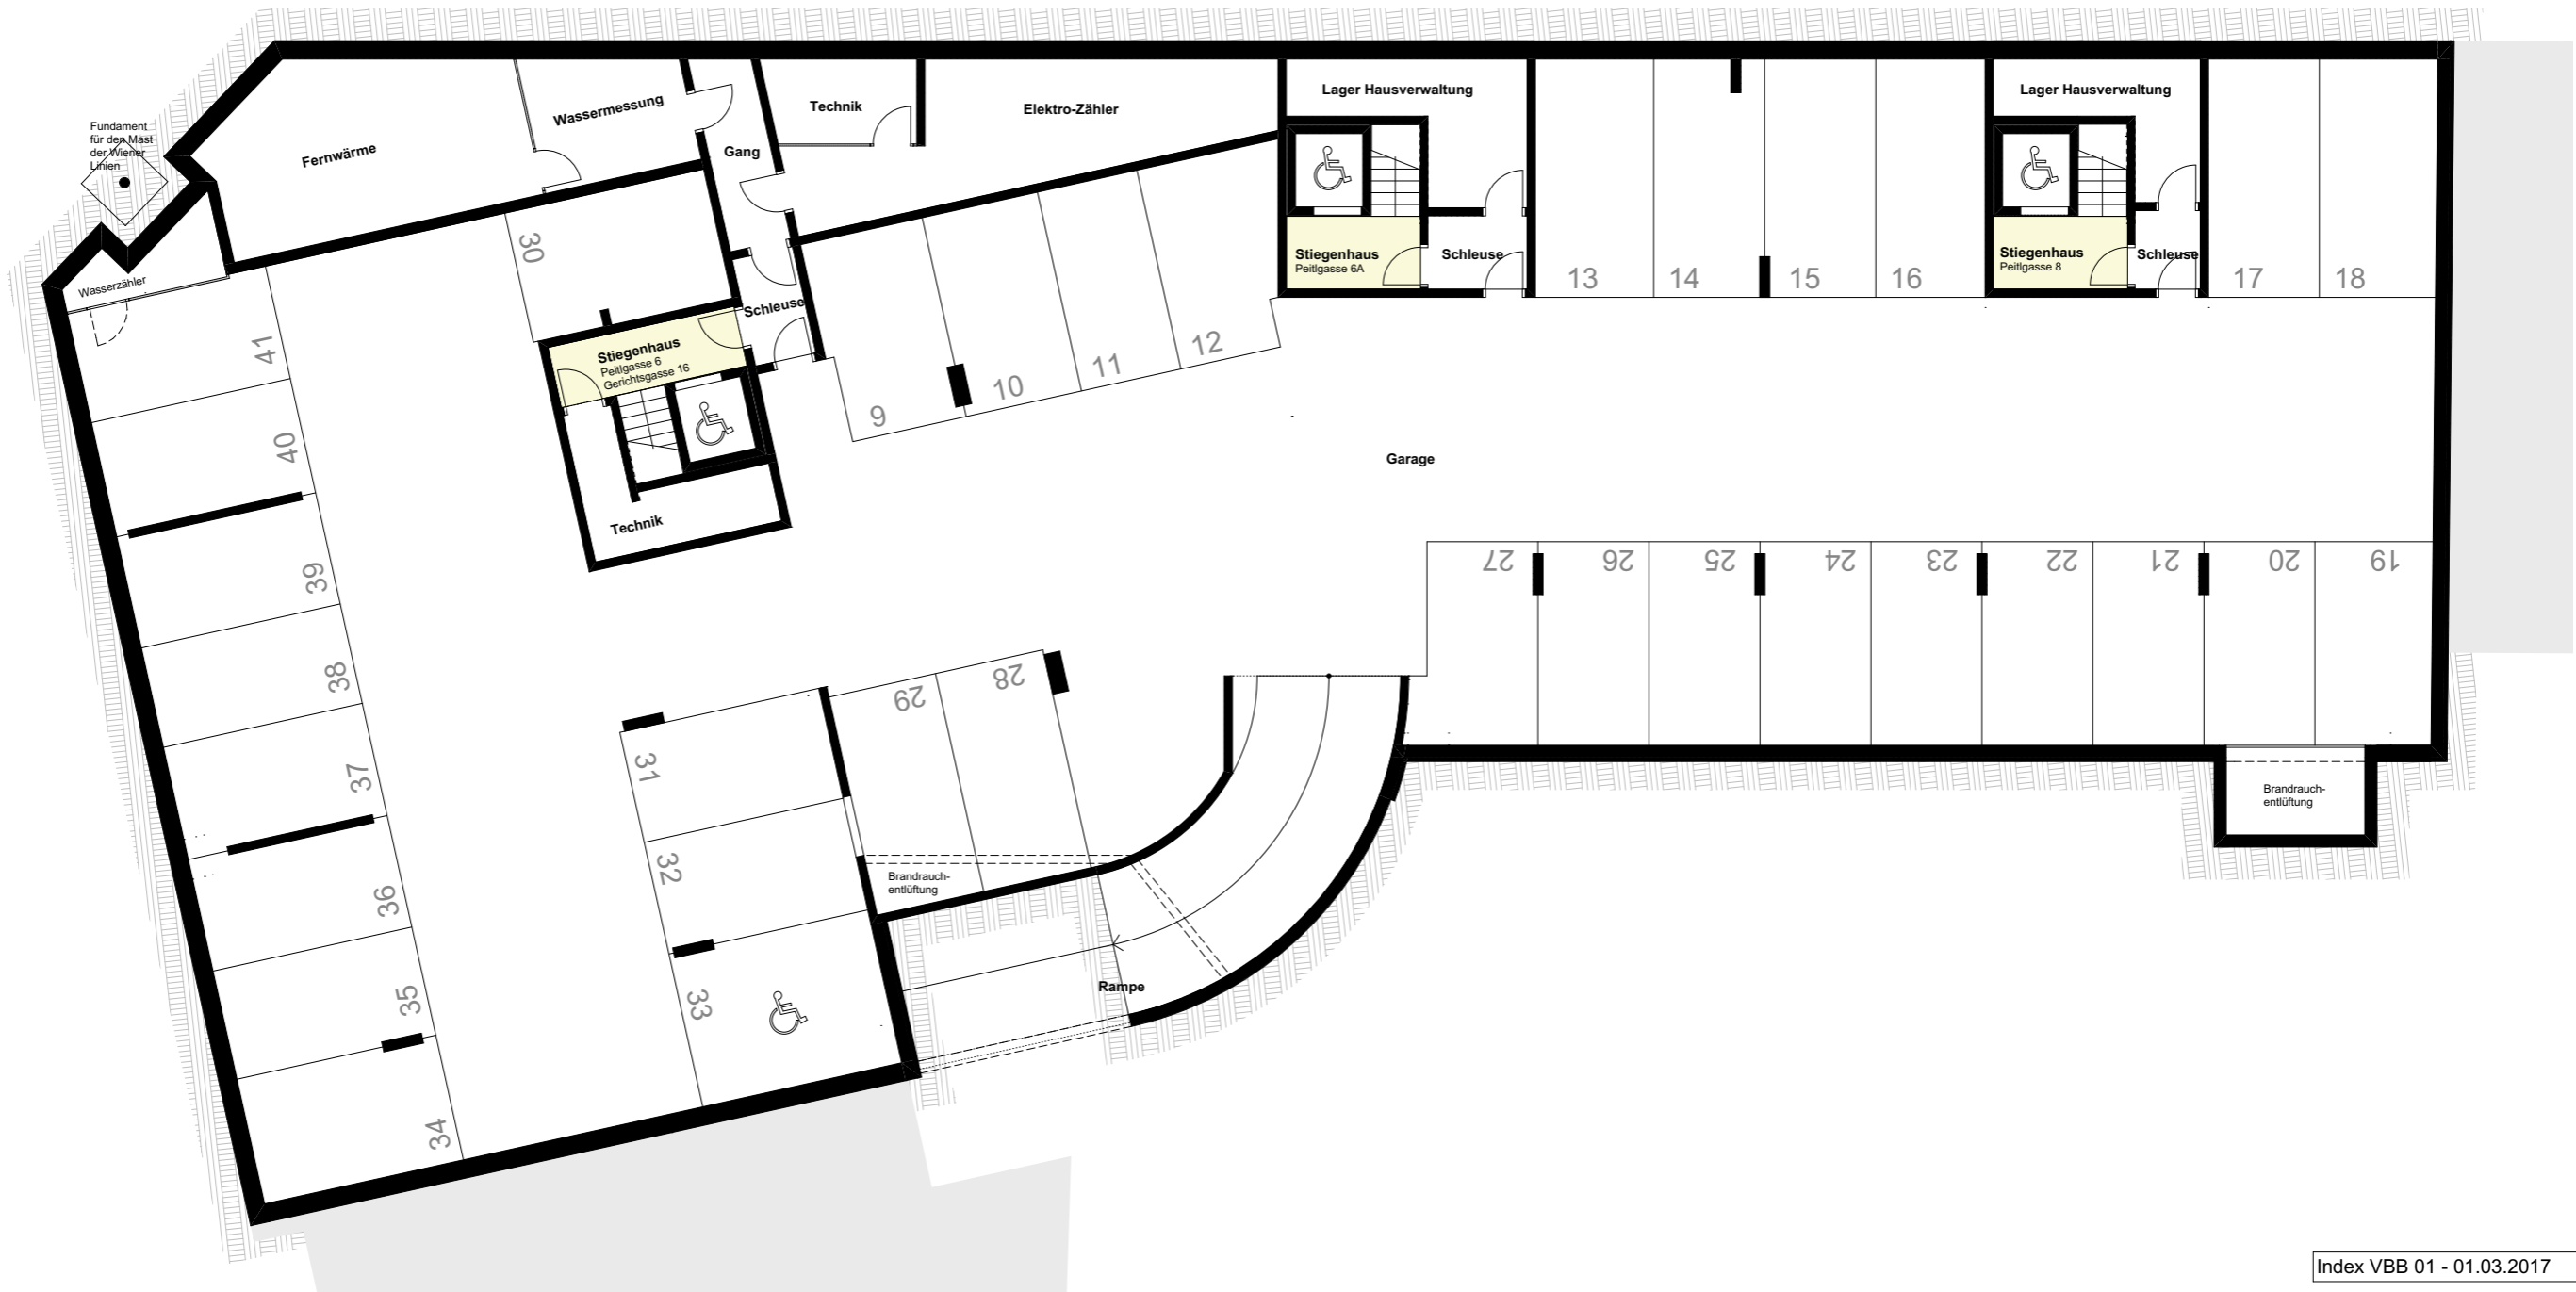 Fundament
für den Mast
der Wiener
Linien
Fernwärme
Wassermessung
Gang
Technik
Elektro-Zähler
Lager Hausverwaltung
Lager Hausverwaltung
Wasserzähler
Schleuse
Stiegenhaus
Peitlgasse 6
Gerichtsgasse 16
Technik
Stiegenhaus
Peitlgasse 6A
Schleuse
Stiegenhaus
Peitlgasse 8
Schleuse
30
9
10
11
12
13
14
15
16
17
18
Garage
41
40
39
38
37
36
35
34
31
32
33
29
28
27
26
25
24
23
22
21
20
19
Brandrauch-
entlüftung
Brandrauch-
entlüftung
Rampe
Index VBB 01 - 01.03.2017